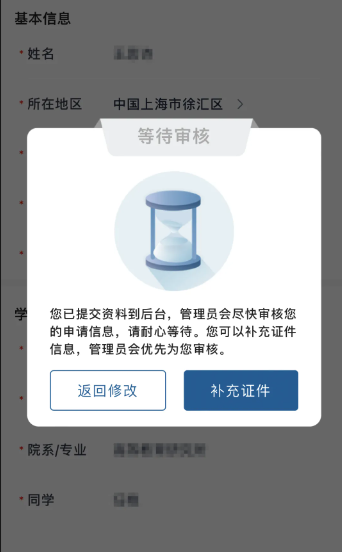 基本信息
* 姓名
* 所在地区 中国上海市徐汇区 >
等待审核
*
*
*
您已提交资料到后台，管理员会尽快审核您
的申请信息，请耐心等待。您可以补充证件
信息，管理员会优先为您审核。
学
*
*
返回修改 补充证件
* 院系/专业
* 同学